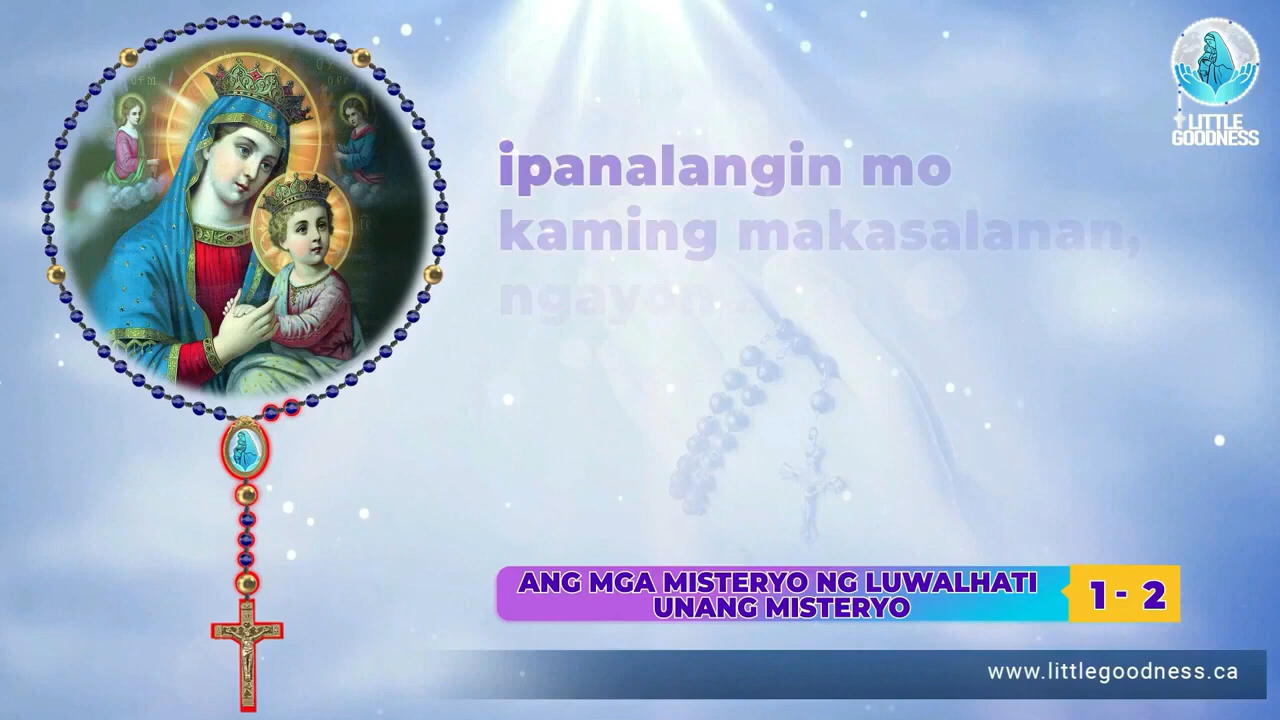 ipanalangin mo
kaming makasalanan,
ngayon
LITTLE
GOODNESS
ANG MGA MISTERYO NG LUWALHATI
UNANG MISTERYO
1 - 2
www.littlegoodness.ca